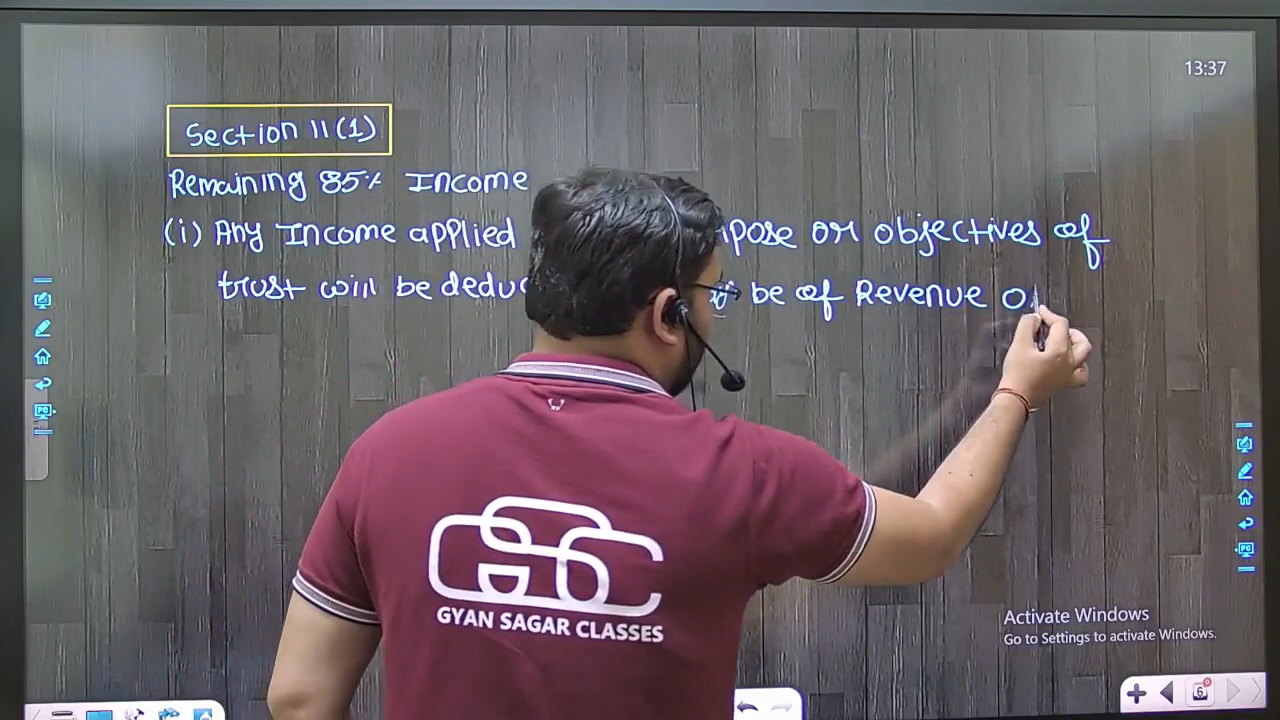 13:37
Section 11(1)
Remaining 85% Income
(i) Any Income applied pose or objectives of
trust will be be of Revenue
GYAN SAGAR CLASSES
Activate Windows
Go to Settings to activate Windows.
6